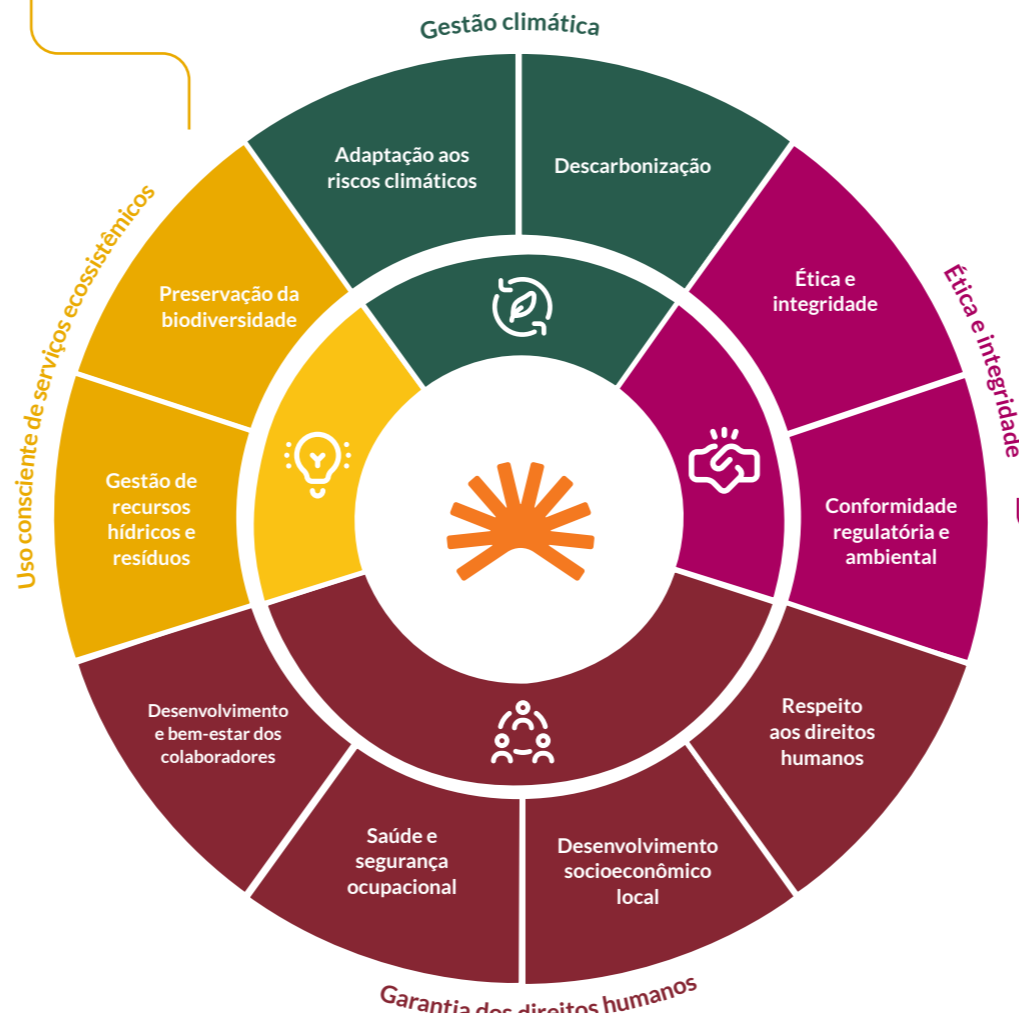 Gestão climática
Adaptação aos
riscos climáticos
Descarbonização
Ética e integridade
Ética e
integridade
Conformidade
regulatória e
ambiental
Respeito
aos direitos
humanos
Desenvolvimento
socioeconômico
local
Garantia dos direitos humanos
Saúde e
segurança
ocupacional
Desenvolvimento
e bem-estar dos
colaboradores
Uso consciente de serviços ecossistêmicos
Gestão de
recursos
hídricos e
resíduos
Preservação da
biodiversidade